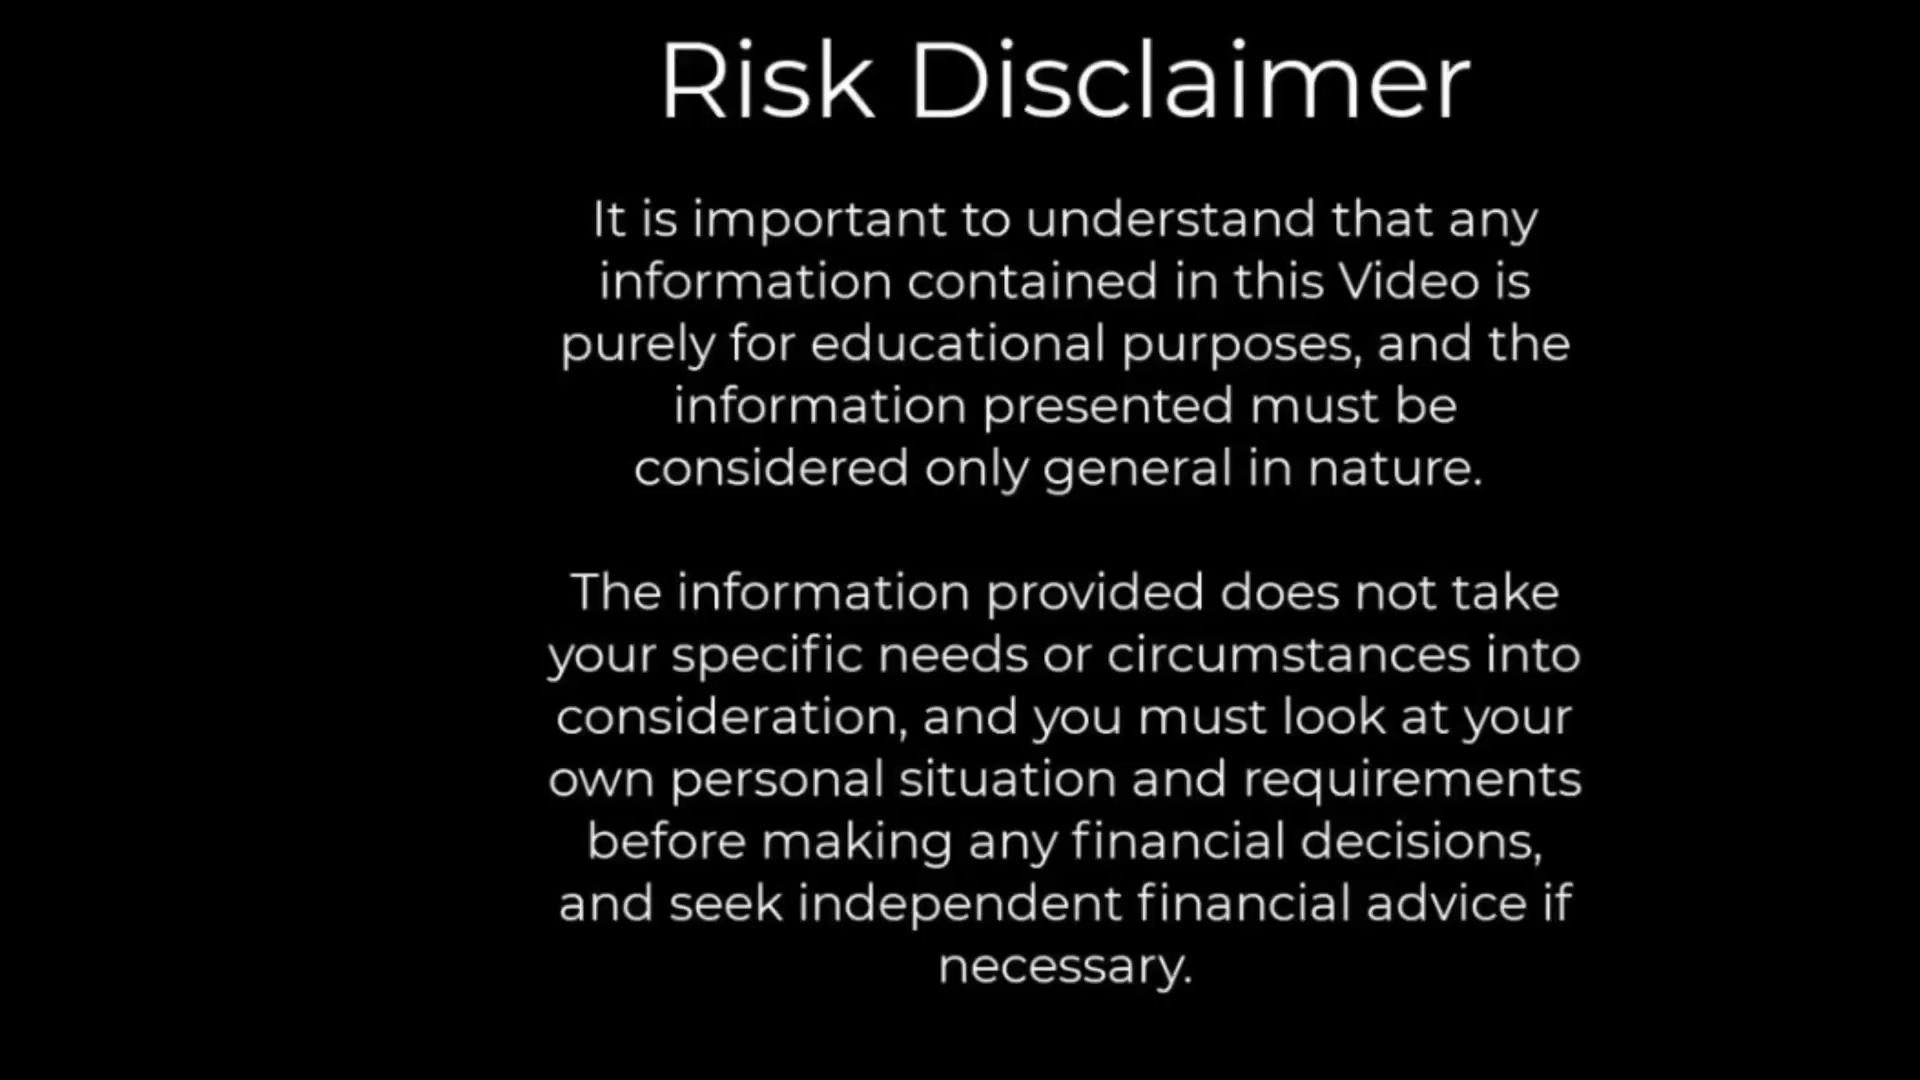 Risk Disclaimer
It is important to understand that any
information contained in this Video is
purely for educational purposes, and the
information presented must be
considered only general in nature.
The information provided does not take
your specific needs or circumstances into
consideration, and you must look at your
own personal situation and requirements
before making any financial decisions,
and seek independent financial advice if
necessary.